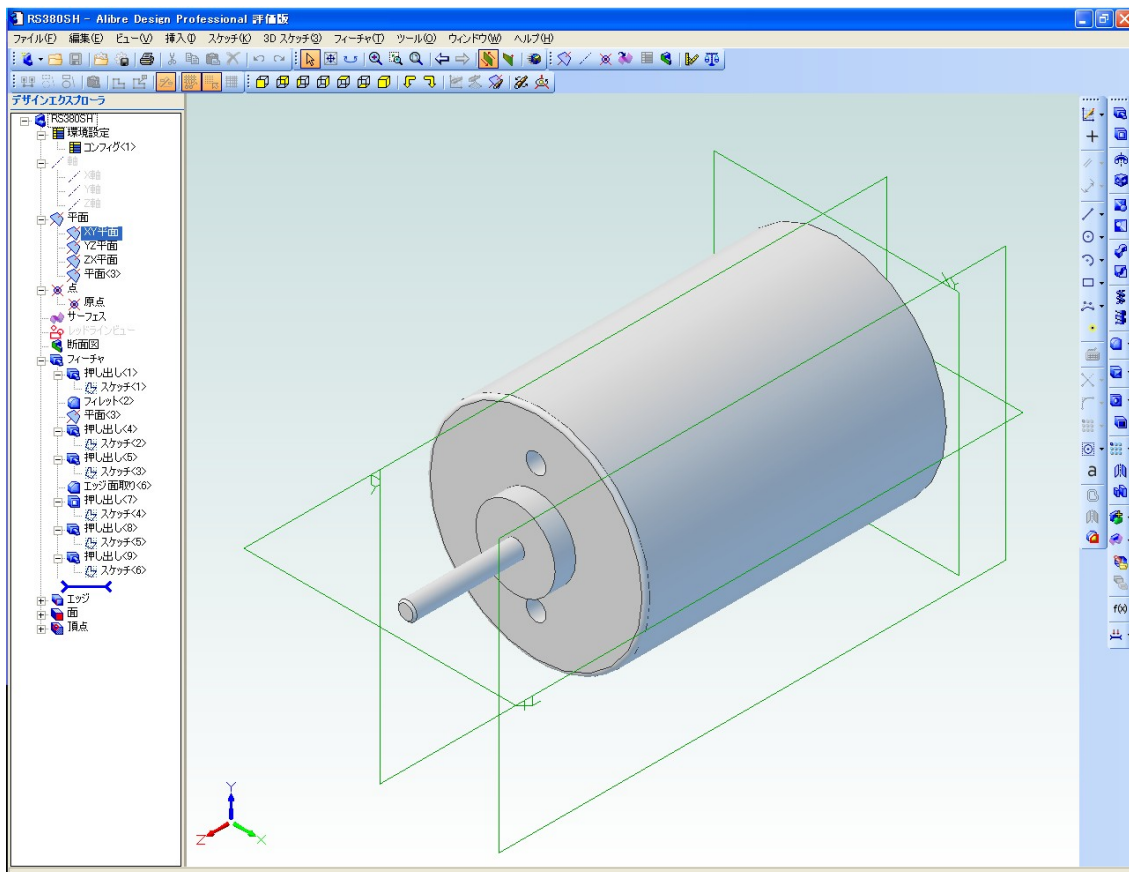 RS380SH - Alibre Design Professional 評価版
ファイル(F) 編集(E) ビュー(V) 挿入(I) スケッチ(K) 3D スケッチ(3) フィーチャ(T) ツール(O) ウィンドウ(W) ヘルプ(H)
デザインエクスプローラ
RS380SH
環境設定
コンフィグ<1>
軸
X軸
Y軸
Z軸
平面
XY平面
YZ平面
ZX平面
平面<3>
点
原点
サーフェス
レッドラインビュー
断面図
フィーチャ
押し出し<1>
スケッチ<1>
フィレット<2>
平面<3>
押し出し<4>
スケッチ<2>
押し出し<5>
スケッチ<3>
エッジ面取り<6>
押し出し<7>
スケッチ<4>
押し出し<8>
スケッチ<5>
押し出し<9>
スケッチ<6>
エッジ
面
頂点
a
f(x)
Y
Z
X